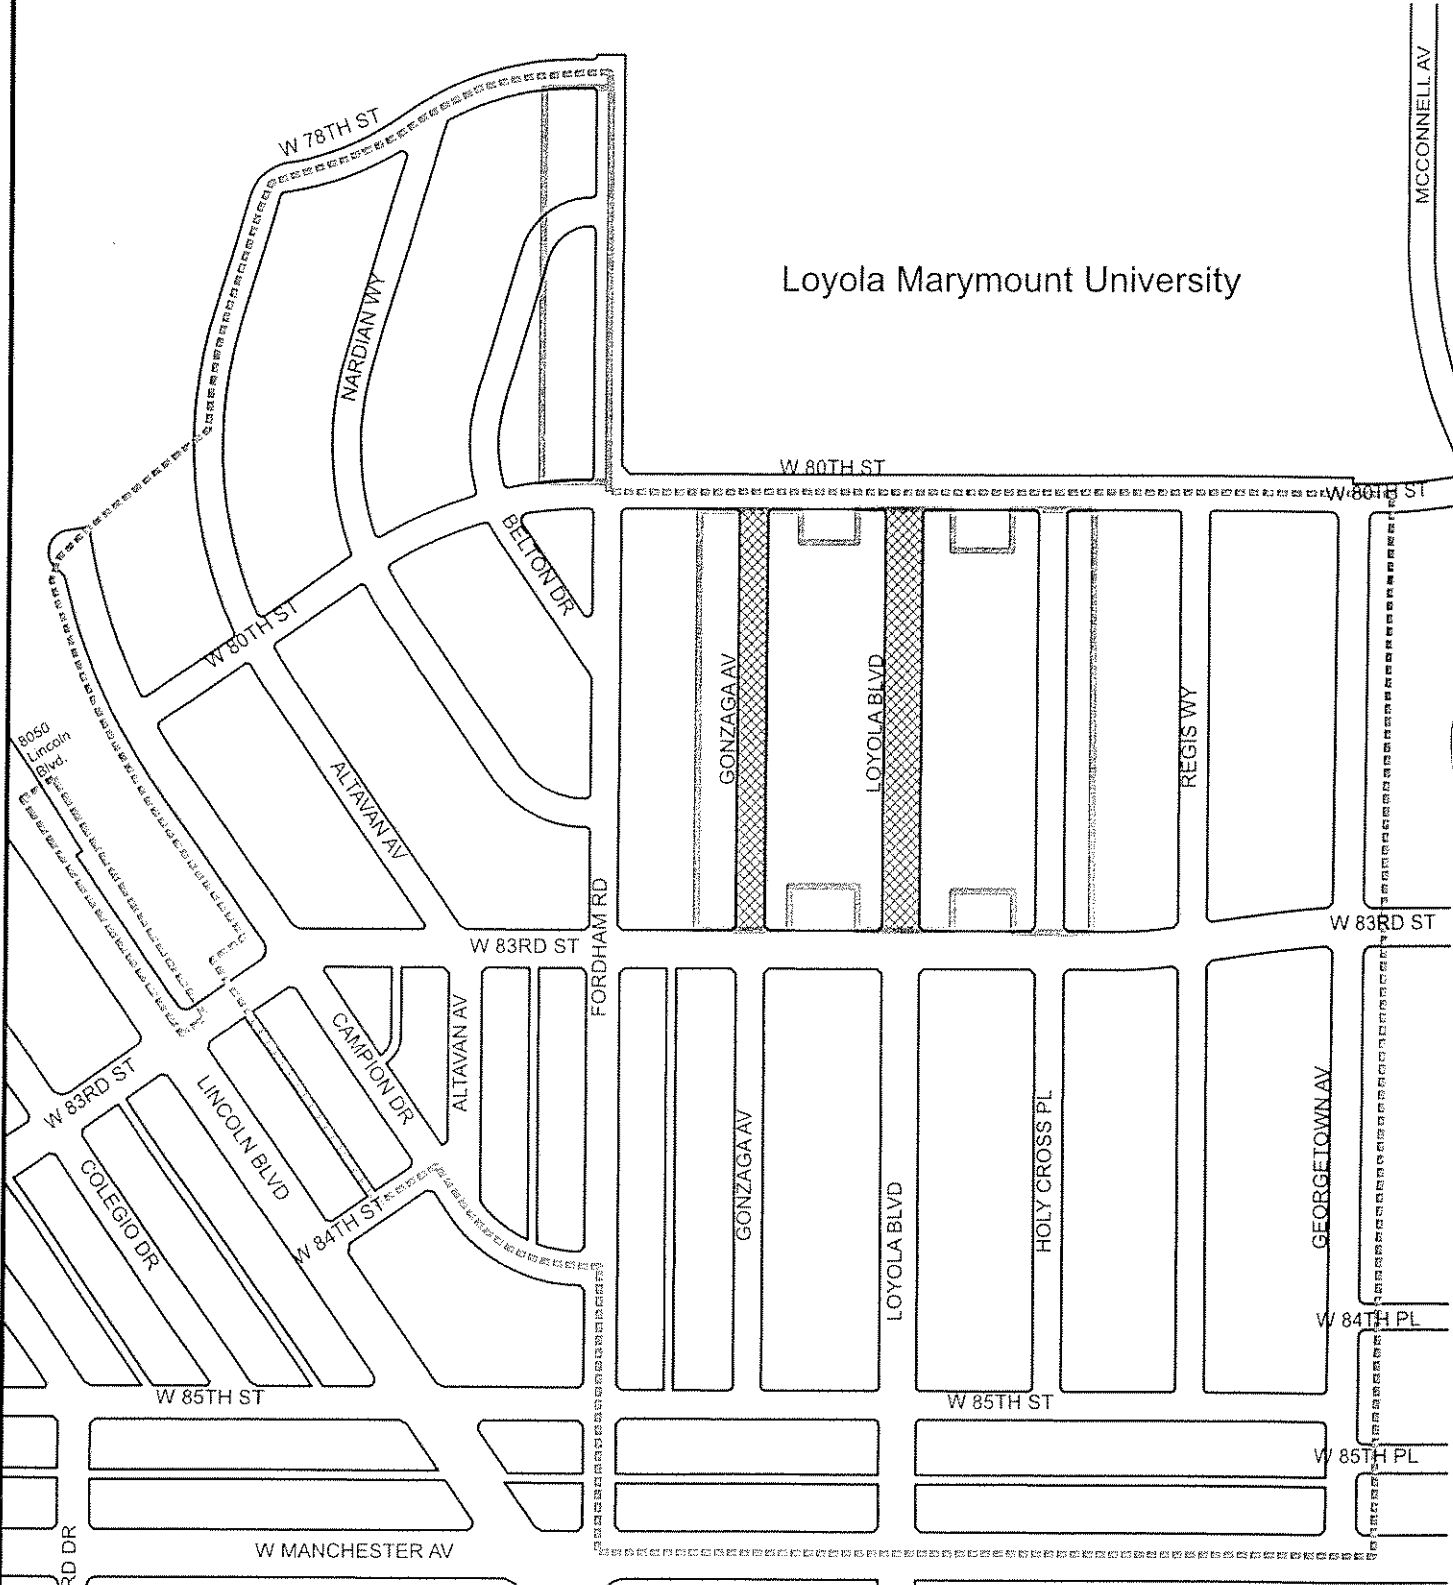 MCCONNELL AV
W 78TH ST
Loyola Marymount University
NARDIAN WY
W 80TH ST
W 80TH ST
BELTON DR
W 80TH ST
GONZAGA AV
LOYOLA BLVD
REGIS WY
8050
Lincoln
Blvd.
ALTAVAN AV
FORDHAM RD
W 83RD ST
W 83RD ST
CAMPION DR
ALTAVAN AV
W 83RD ST
LINCOLN BLVD
COLEGIO DR
W 84TH ST
GONZAGA AV
LOYOLA BLVD
HOLY CROSS PL
GEORGETOWN AV
W 84TH PL
W 85TH ST
W 85TH ST
W 85TH PL
W MANCHESTER AV
RD DR